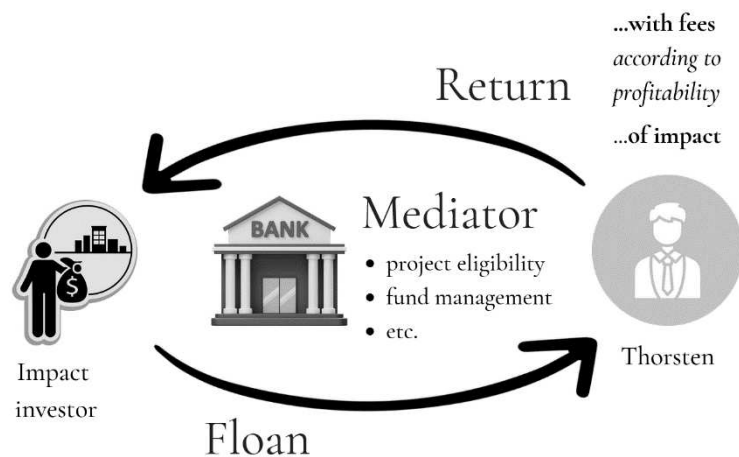 ...with fees
according to
profitability
...of impact
Return
BANK
Mediator
• project eligibility
• fund management
• etc.
$
Impact
investor
Thorsten
Floan